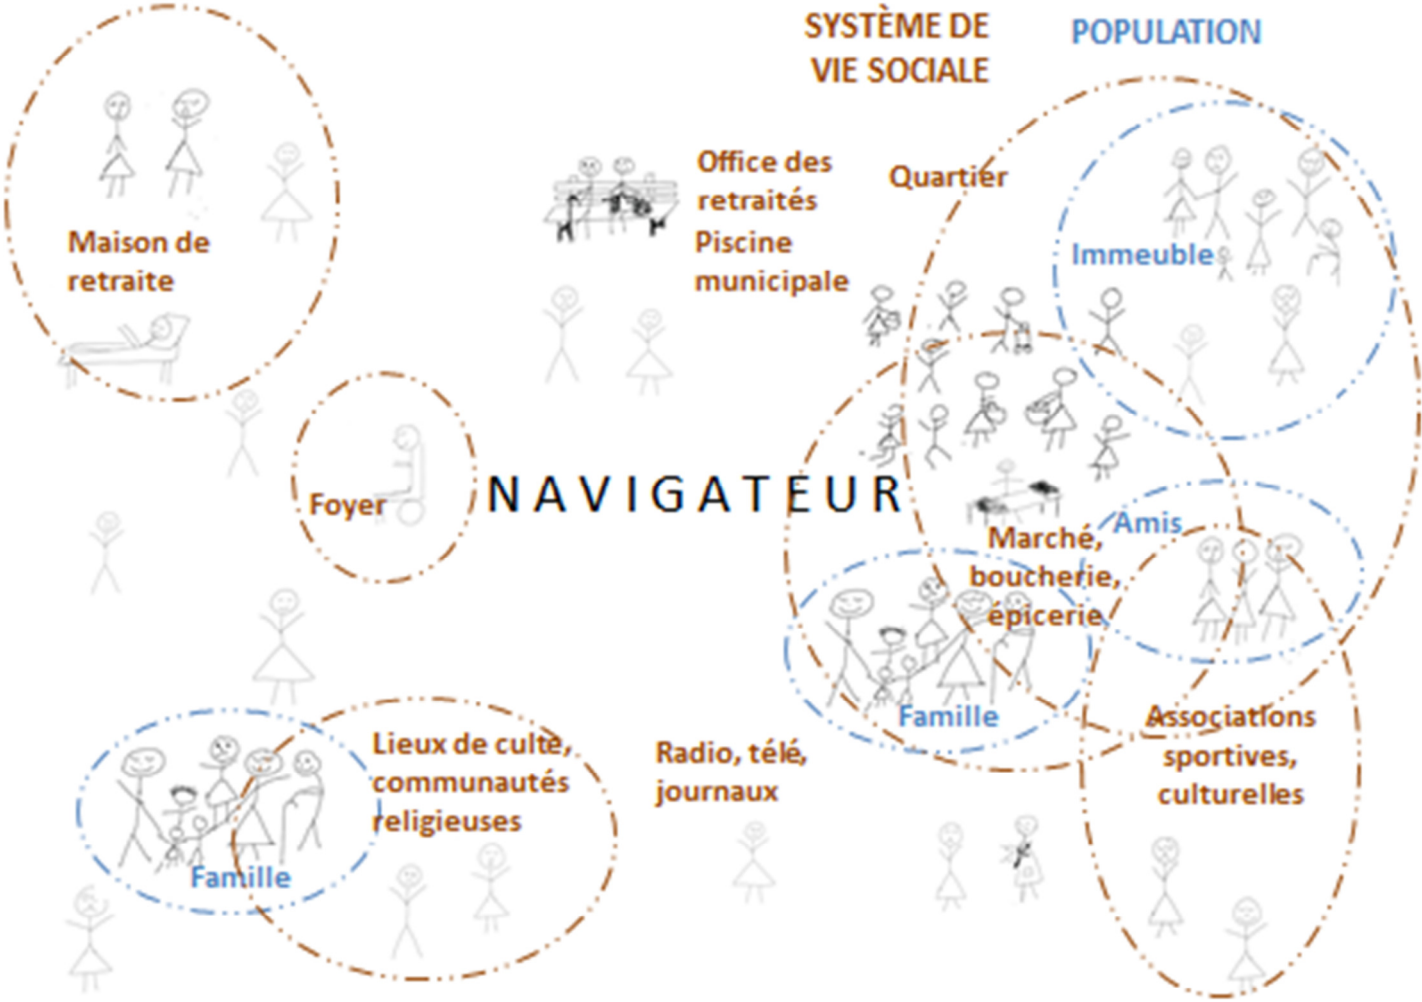 SYSTÈME DE
VIE SOCIALE
POPULATION
Office des
retraités
Piscine
municipale
Quartier
Immeuble
Maison de
retraite
Foyer
NAVIGATEUR
Amis
Marché,
boucherie,
épicerie
Famille
Associations
sportives,
culturelles
Lieux de culte,
communautés
religieuses
Famille
Radio, télé,
journaux